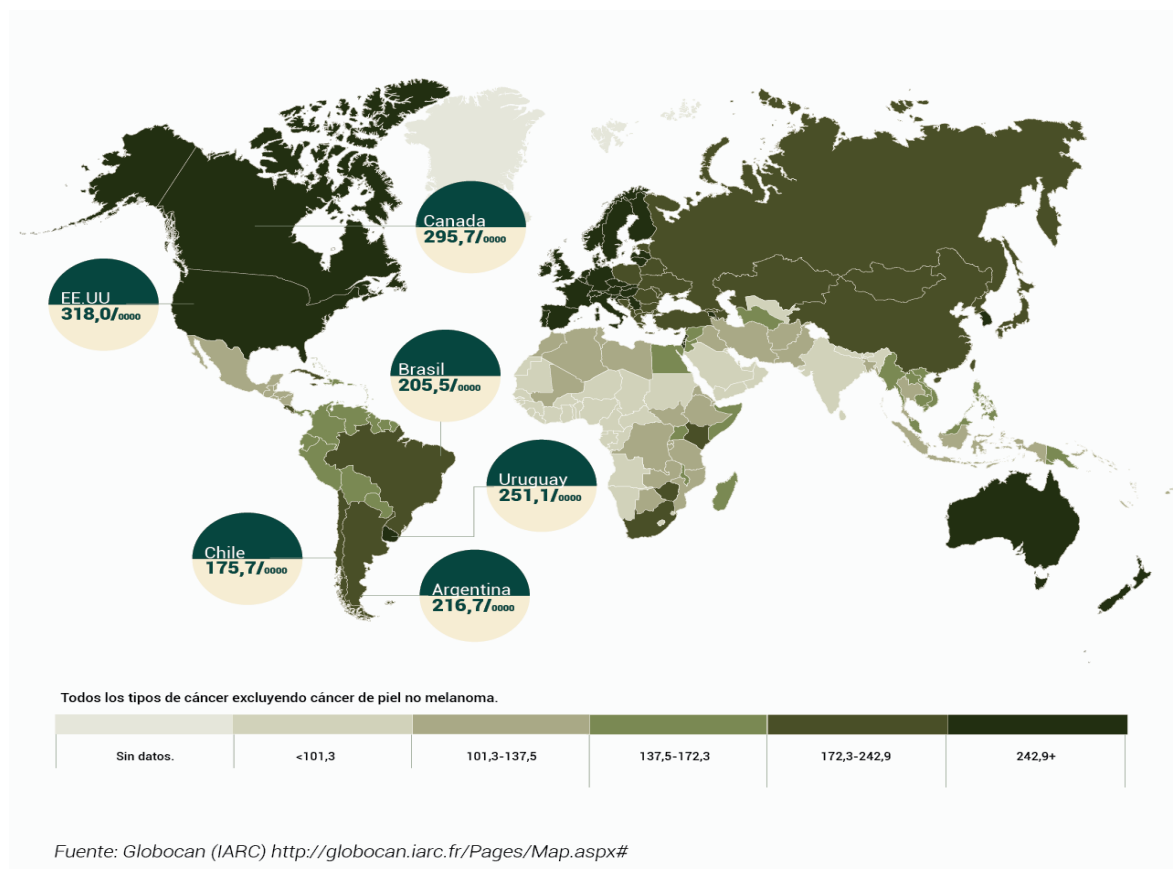 Canada
295,7/0000
EE.UU
318,0/0000
Brasil
205,5/0000
Uruguay
251,1/0000
Chile
175,7/0000
Argentina
216,7/0000
Todos los tipos de cáncer excluyendo cáncer de piel no melanoma.
Sin datos.
<101,3
101,3-137,5
137,5-172,3
172,3-242,9
242,9+
Fuente: Globocan (IARC) http://globocan.iarc.fr/Pages/Map.aspx#